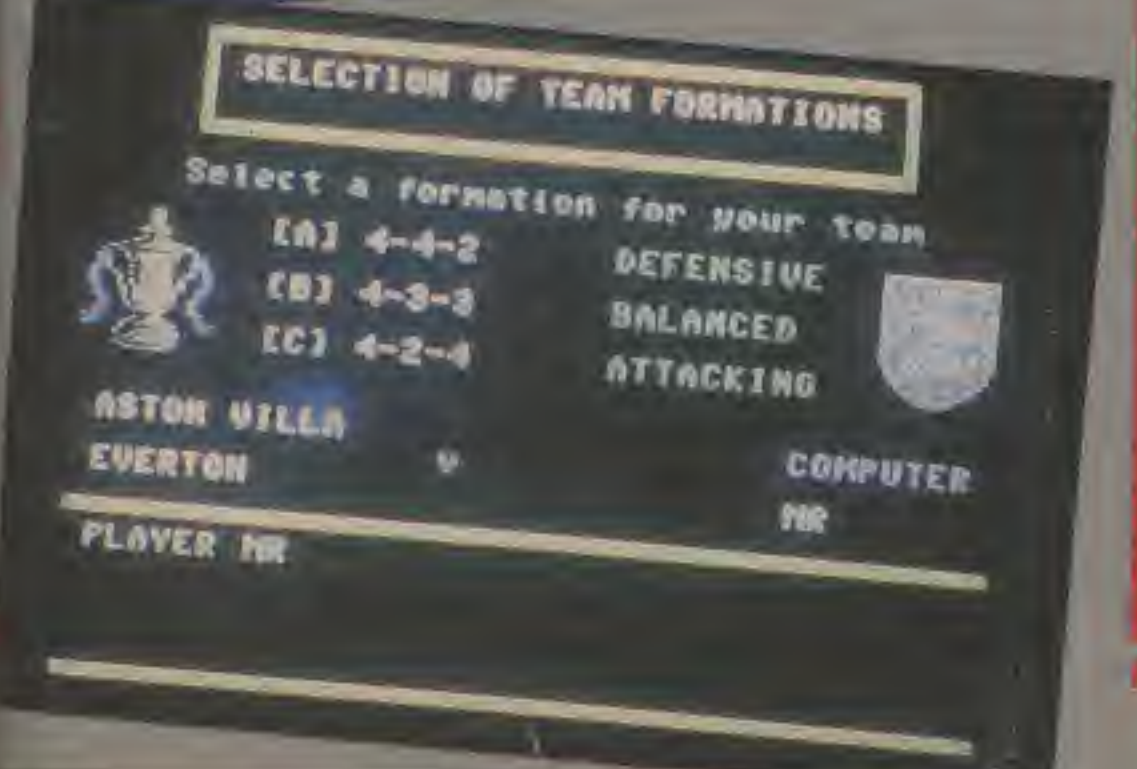 SELECTION OF TEAM FORMATIONS
Select a formation for your team
[A] 4-4-2 DEFENSIVE
[B] 4-3-3 BALANCED
[C] 4-2-4 ATTACKING
ASTON VILLA COMPUTER
EVERTON v MR
PLAYER MR